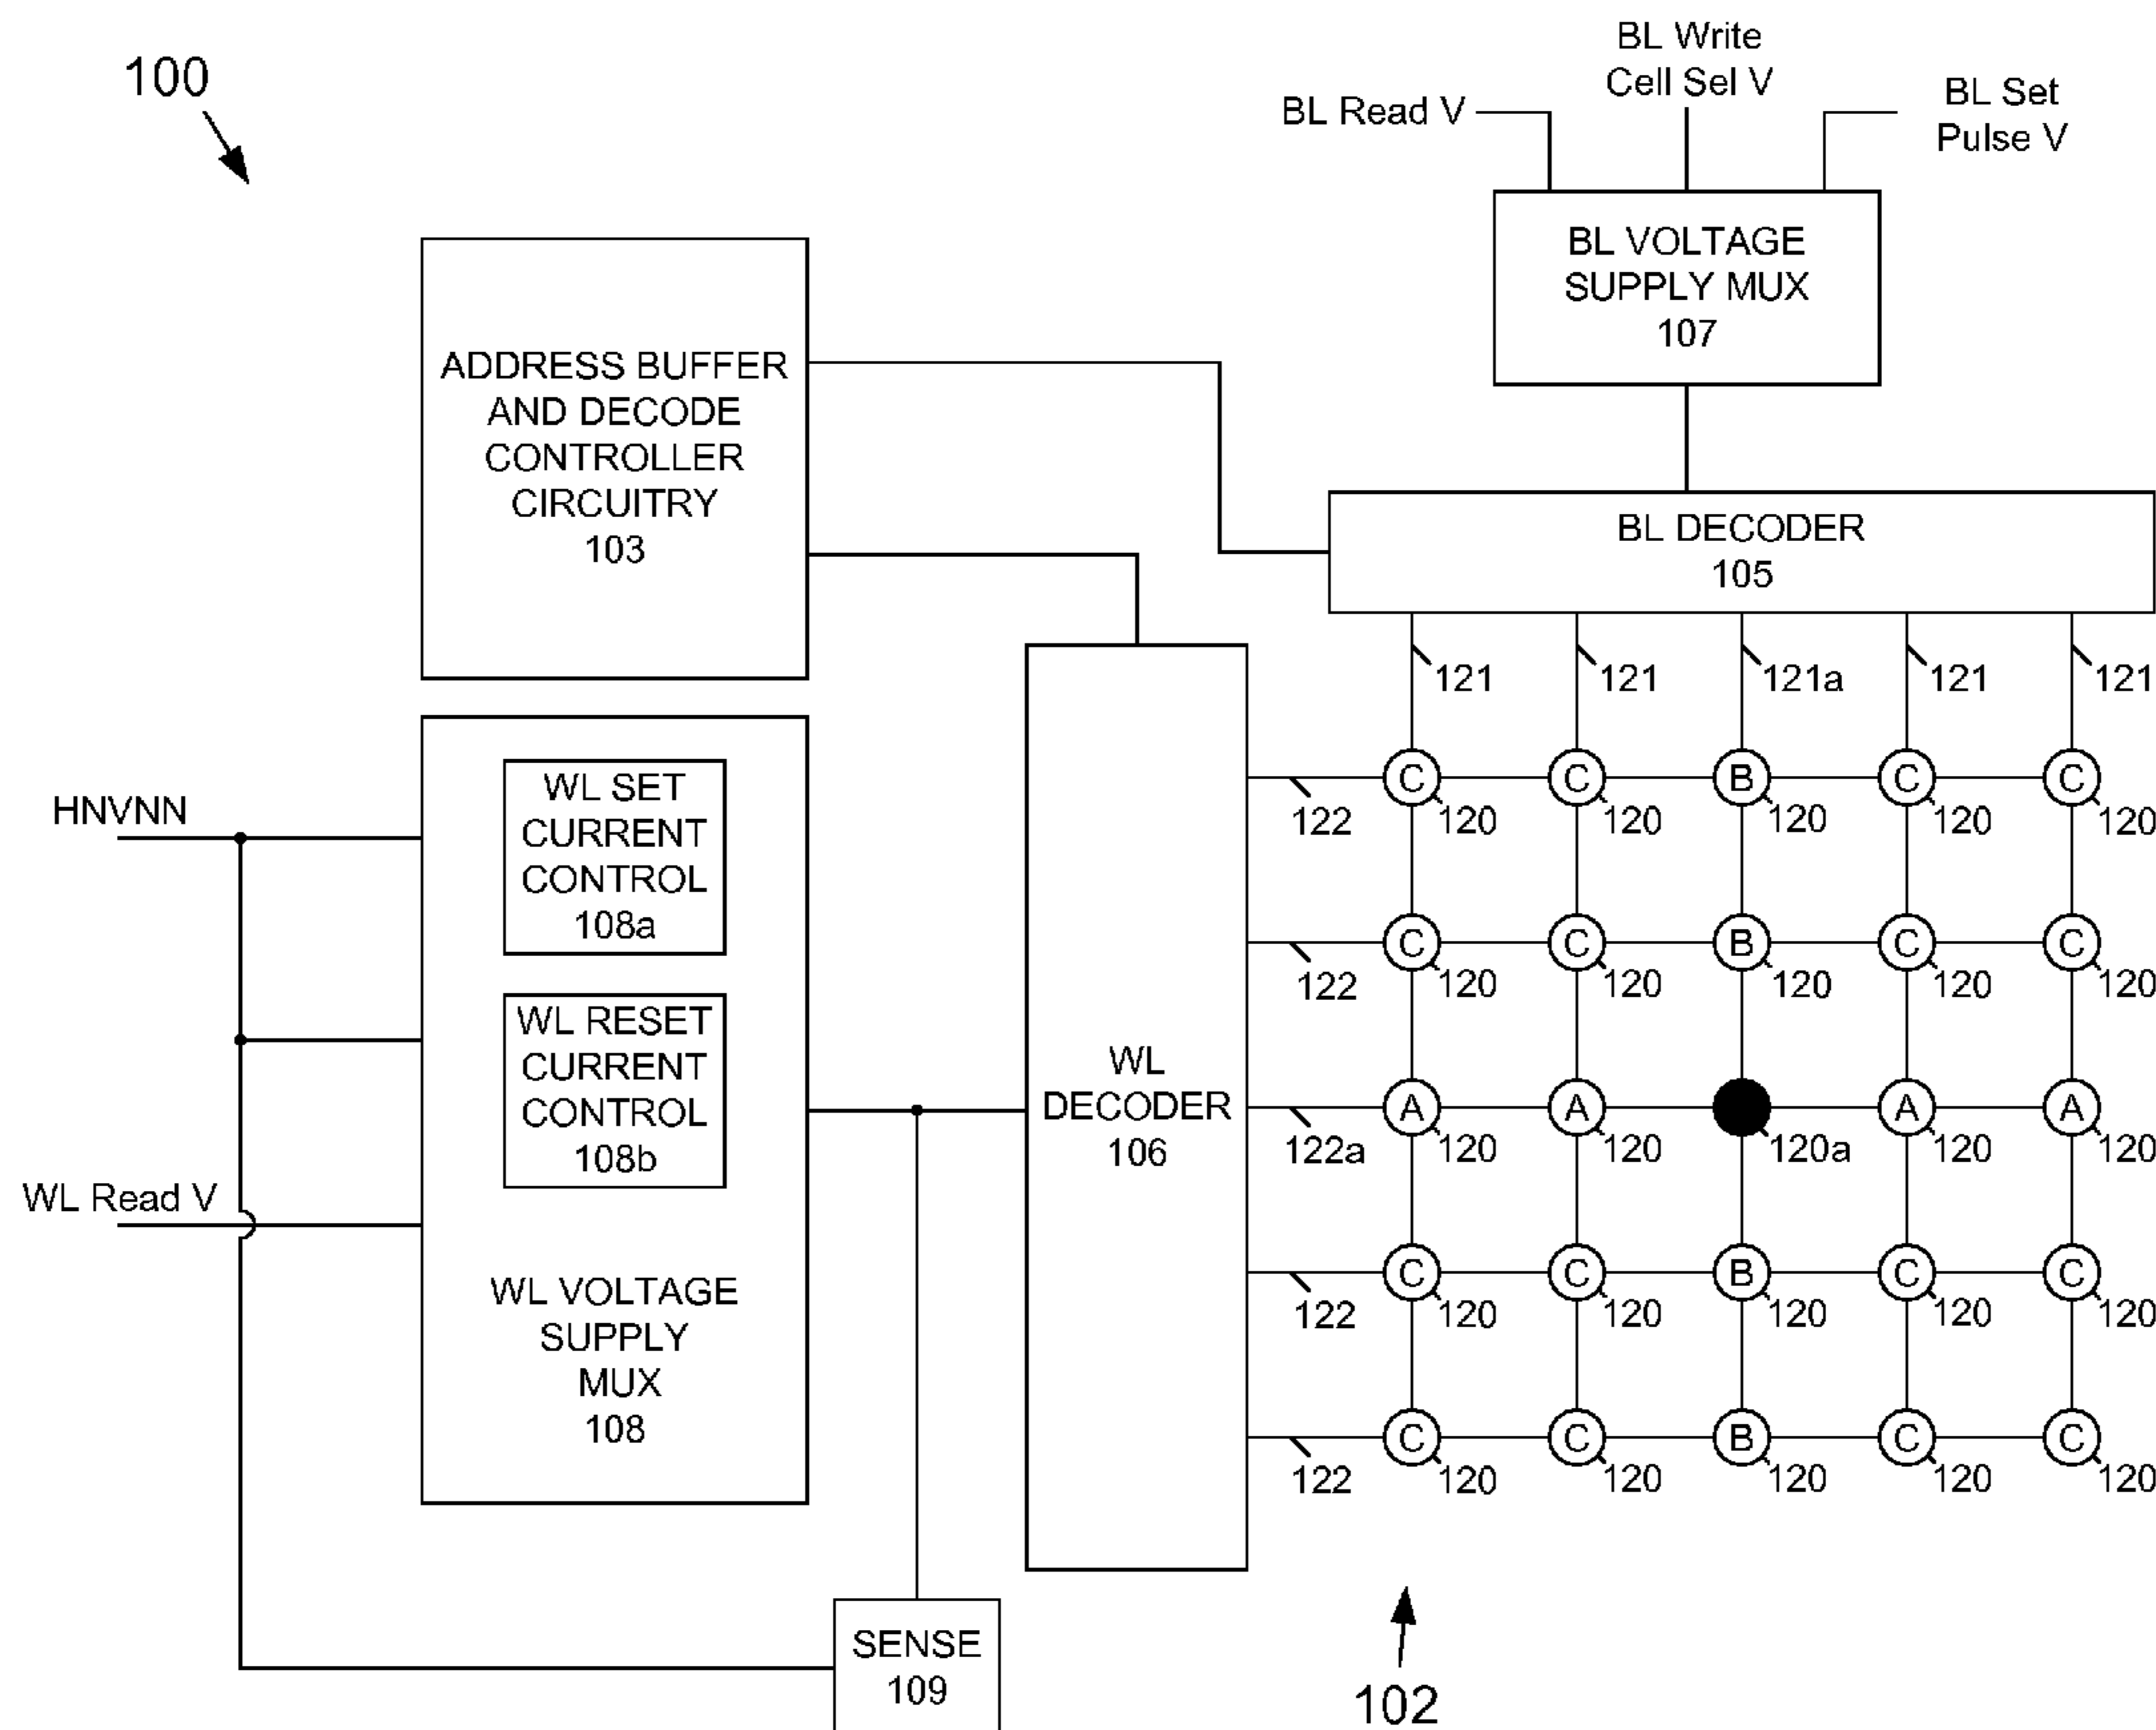 100
BL Write
Cell Sel V
BL Read V
BL Set
Pulse V
BL VOLTAGE
SUPPLY MUX
107
ADDRESS BUFFER
AND DECODE
CONTROLLER
CIRCUITRY
103
BL DECODER
105
121 121 121a 121 121
HNVNN
WL SET
CURRENT
CONTROL
108a
WL RESET
CURRENT
CONTROL
108b
WL Read V
WL VOLTAGE
SUPPLY
MUX
108
WL
DECODER
106
C C B C C
122 120 120 120 120 120
C C B C C
122 120 120 120 120 120
A A A A
122a 120 120 120a 120 120
C C B C C
122 120 120 120 120 120
C C B C C
122 120 120 120 120 120
SENSE
109
102